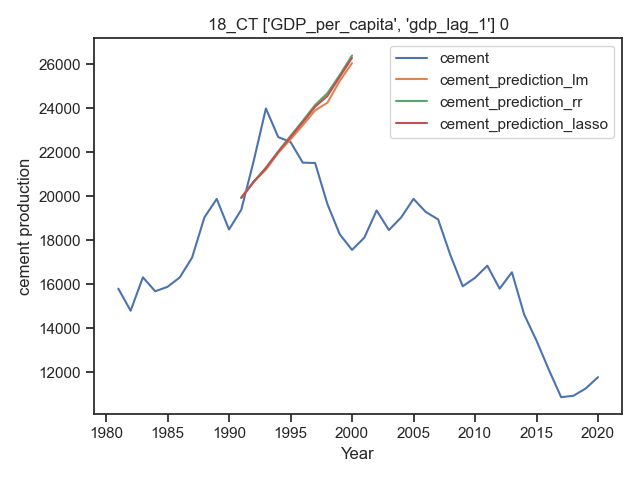 18_CT ['GDP_per_capita', 'gdp_lag_1'] 0
cement
cement_prediction_lm
cement_prediction_rr
cement_prediction_lasso
cement production
26000
24000
22000
20000
18000
16000
14000
12000
1980 1985 1990 1995 2000 2005 2010 2015 2020
Year